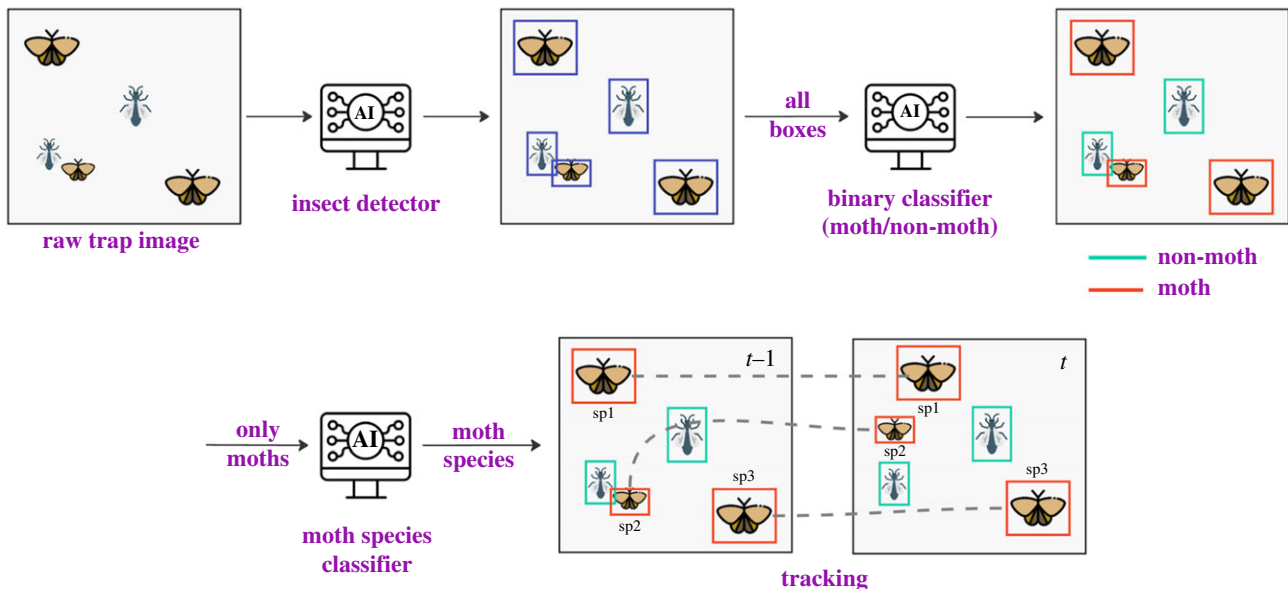 raw trap image
AI
insect detector
all
boxes
AI
binary classifier
(moth/non-moth)
non-moth
moth
only
moths
AI
moth species
classifier
moth
species
t–1
sp1
sp2
sp3
t
sp1
sp2
sp3
tracking